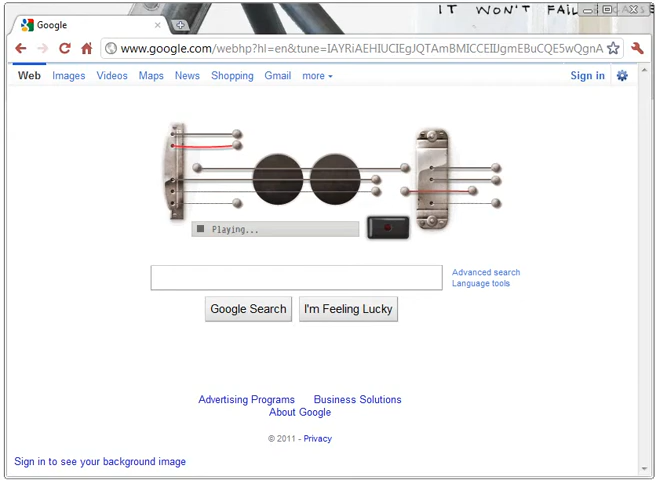 IT WON'T FAIL
Google
www.google.com/webhp?hl=en&tune=IAYRiAEHIUCIEgJQTAmBMICCEIIJgmEBuCQE5wQgnA
Web Images Videos Maps News Shopping Gmail more Sign in
Playing...
Advanced search
Language tools
Google Search I'm Feeling Lucky
Advertising Programs Business Solutions
About Google
© 2011 - Privacy
Sign in to see your background image